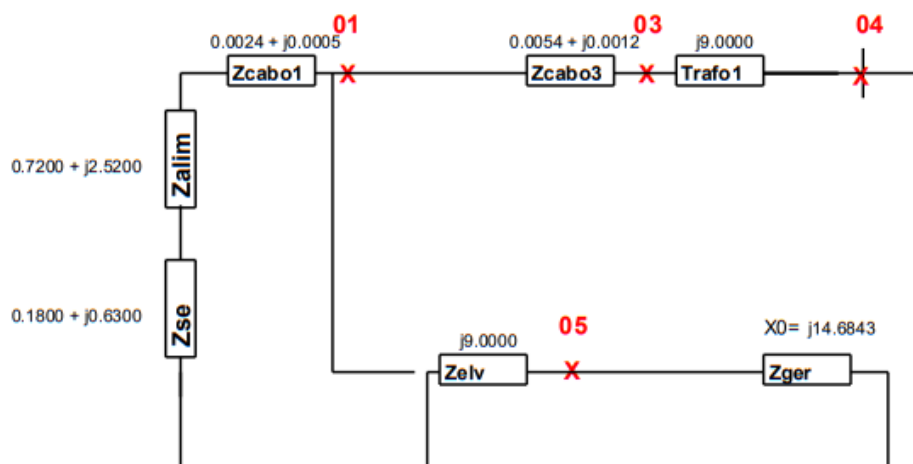 01
03
04
0.0024 + j0.0005
0.0054 + j0.0012
j9.0000
Zcabo1
Zcabo3
Trafo1
0.7200 + j2.5200
Zalim
0.1800 + j0.6300
Zse
05
X0= j14.6843
j9.0000
Zelv
Zger